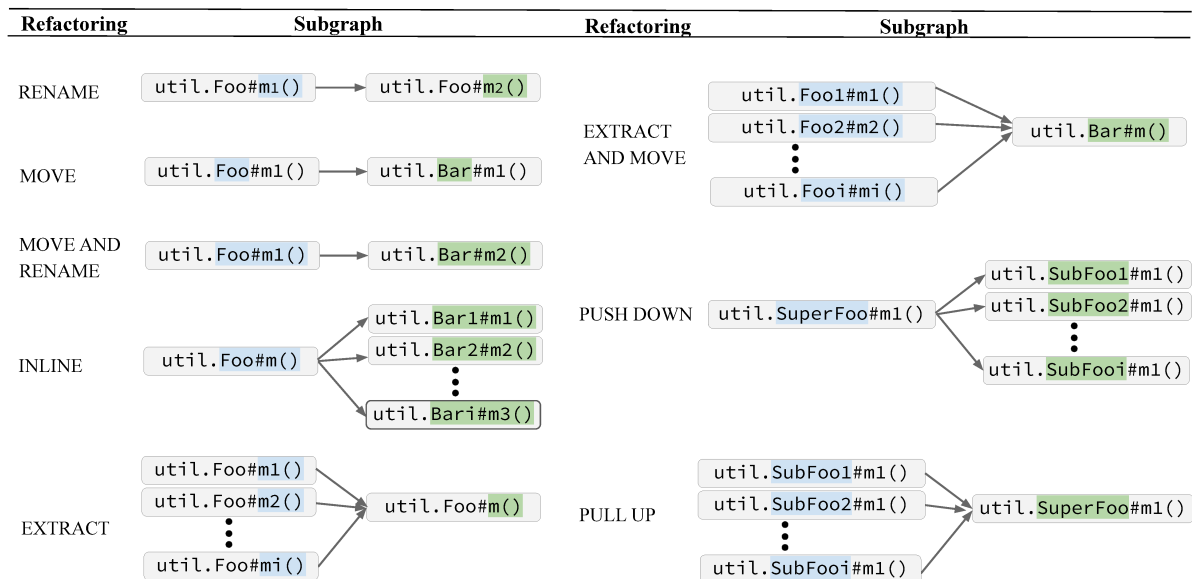 Refactoring Subgraph
RENAME
util.Foo#m1() util.Foo#m2()
MOVE
util.Foo#m1() util.Bar#m1()
MOVE AND
RENAME
util.Foo#m1() util.Bar#m2()
INLINE
util.Foo#m()
util.Bar1#m1()
util.Bar2#m2()
util.Bari#m3()
EXTRACT
util.Foo#m1()
util.Foo#m2()
util.Foo#mi()
util.Foo#m()
Refactoring Subgraph
EXTRACT
AND MOVE
util.Foo1#m1()
util.Foo2#m2()
util.Fooi#mi()
util.Bar#m()
PUSH DOWN
util.SuperFoo#m1()
util.SubFoo1#m1()
util.SubFoo2#m1()
util.SubFooi#m1()
PULL UP
util.SubFoo1#m1()
util.SubFoo2#m1()
util.SubFooi#m1()
util.SuperFoo#m1()